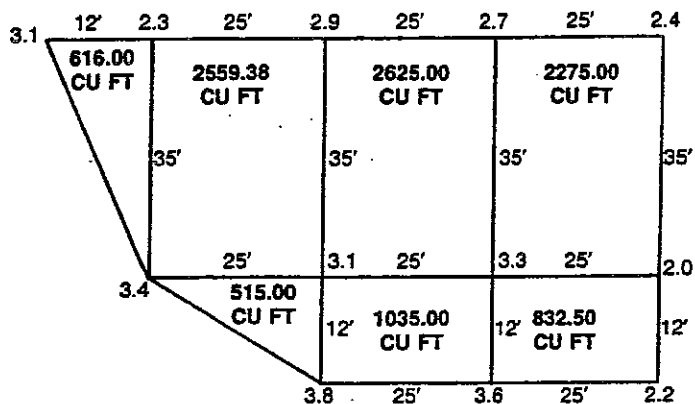 3.1 12' 2.3 25' 2.9 25' 2.7 25' 2.4
616.00 2559.38 2625.00 2275.00
CU FT CU FT CU FT CU FT
35' 35' 35' 35'
3.4 25' 3.1 25' 3.3 25' 2.0
515.00
CU FT
12' 1035.00 12' 832.50 12'
CU FT CU FT
3.8 25' 3.6 25' 2.2